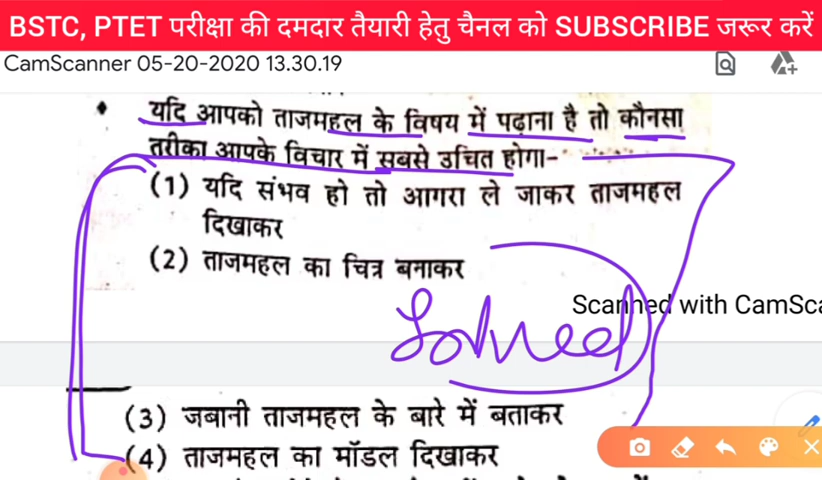 BSTC, PTET परीक्षा की दमदार तैयारी हेतु चैनल को SUBSCRIBE जरूर करें
CamScanner 05-20-2020 13.30.19
• यदि आपको ताजमहल के विषय में पढ़ाना है तो कौनसा
तरीका आपके विचार में सबसे उचित होगा-
(1) यदि संभव हो तो आगरा ले जाकर ताजमहल
दिखाकर
(2) ताजमहल का चित्र बनाकर
Scanned with CamSca
Solved
(3) जबानी ताजमहल के बारे में बताकर
(4) ताजमहल का मॉडल दिखाकर